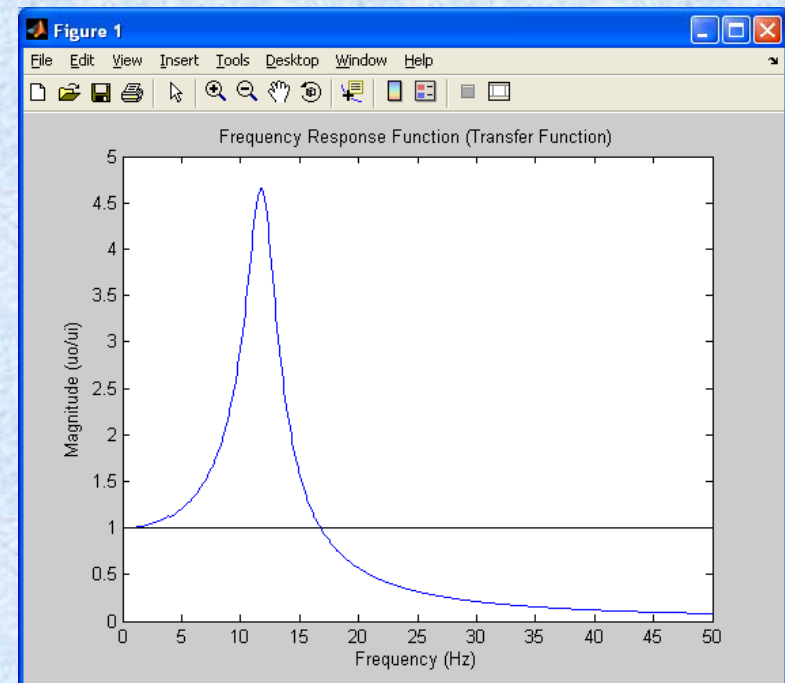 Figure 1
File Edit View Insert Tools Desktop Window Help
Frequency Response Function (Transfer Function)
Magnitude (uo/ui)
5
4.5
4
3.5
3
2.5
2
1.5
1
0.5
0
0 5 10 15 20 25 30 35 40 45 50
Frequency (Hz)